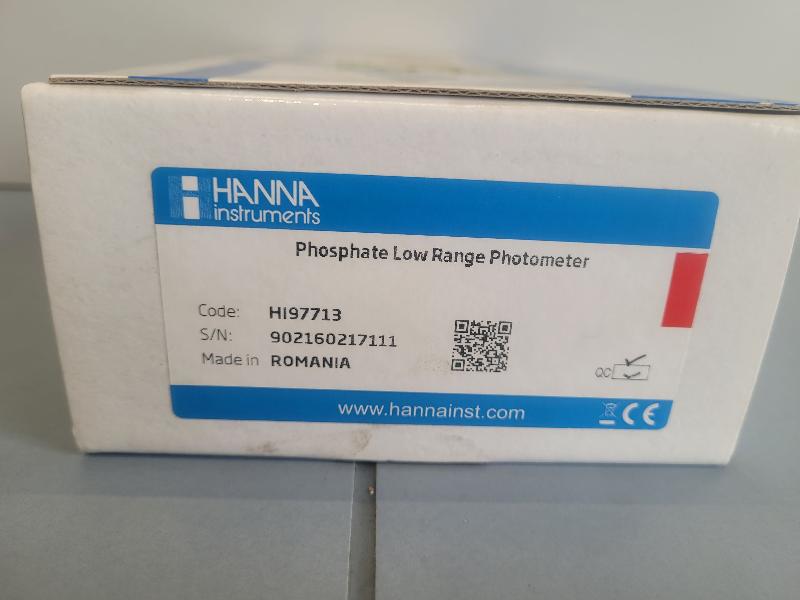 HANNA
instruments
Phosphate Low Range Photometer
Code: HI97713
S/N: 902160217111
Made in ROMANIA
QC
www.hannainst.com
CE